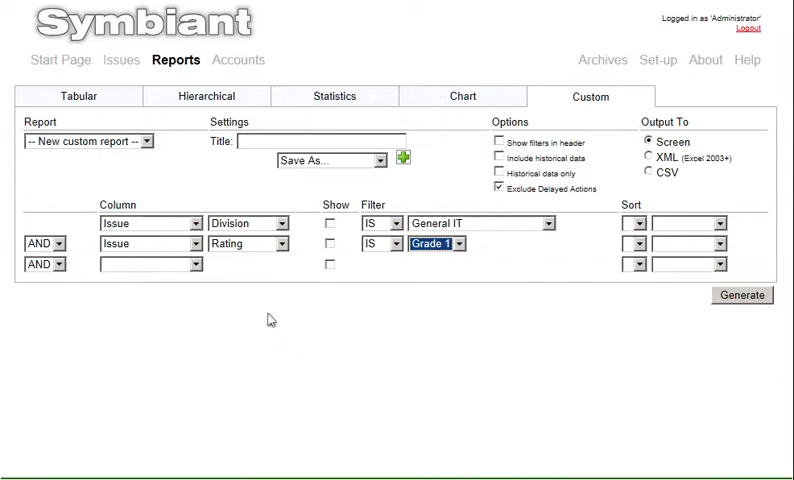 Symbiant
Logged in as 'Administrator'
Logout
Start Page Issues Reports Accounts Archives Set-up About Help
Tabular Hierarchical Statistics Chart Custom
Report Settings Options Output To
-- New custom report -- Title: Show filters in header Screen
Save As... Include historical data XML (Excel 2003+)
Historical data only CSV
Exclude Delayed Actions
Column Show Filter Sort
Issue Division IS General IT
AND Issue Rating IS Grade 1
AND
Generate